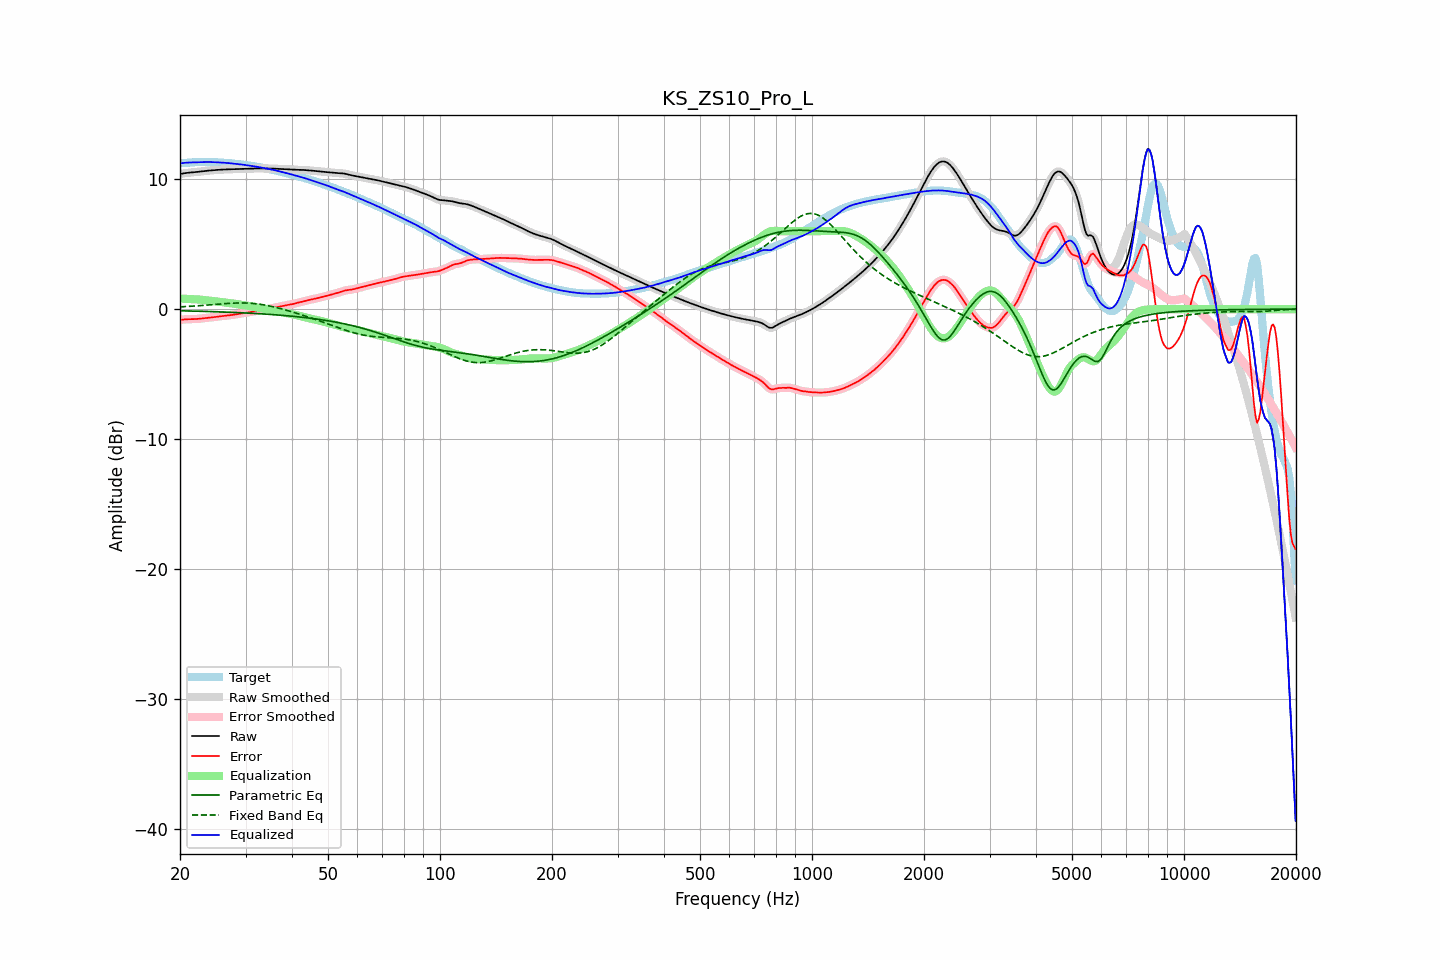 KS_ZS10_Pro_L
Amplitude (dBr)
10
0
−10
−20
−30
−40
Target
Raw Smoothed
Error Smoothed
Raw
Error
Equalization
Parametric Eq
Fixed Band Eq
Equalized
20 50 100 200 500 1000 2000 5000 10000 20000
Frequency (Hz)